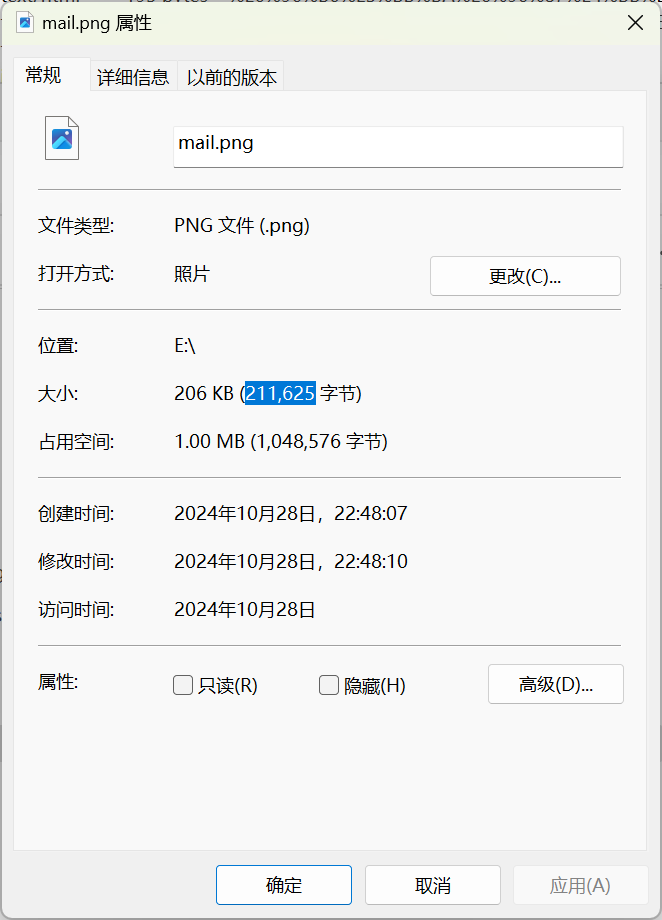 mail.png 属性
常规 详细信息 以前的版本
mail.png
文件类型: PNG 文件 (.png)
打开方式: 照片 更改(C)...
位置: E:\
大小: 206 KB (211,625 字节)
占用空间: 1.00 MB (1,048,576 字节)
创建时间: 2024年10月28日，22:48:07
修改时间: 2024年10月28日，22:48:10
访问时间: 2024年10月28日
属性: 只读(R) 隐藏(H) 高级(D)...
确定 取消 应用(A)